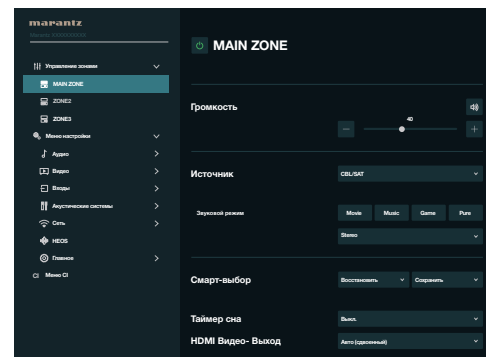 marantz
Управление зонами
MAIN ZONE
ZONE2
ZONE3
Меню настройки
Аудио
Видео
Входы
Акустические системы
Сеть
HEOS
Главное
CI Меню CI
MAIN ZONE
Громкость
40
Источник
CBL/SAT
Звуковой режим
Movie Music Game Pure
Stereo
Смарт-выбор
Восстановить Сохранить
Таймер сна
Выкл.
HDMI Видео- Выход
Авто (сдвоенный)